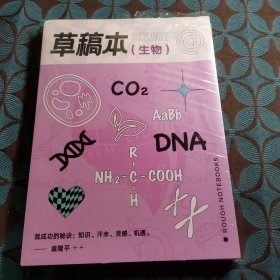 草稿本
（生物）
CO₂
AaBb
DNA
R
NH₂-C-COOH
H
我成功的秘诀：知识、汗水、灵感、机遇。
—— 袁隆平 ++
ROUGH NOTEBOOKS